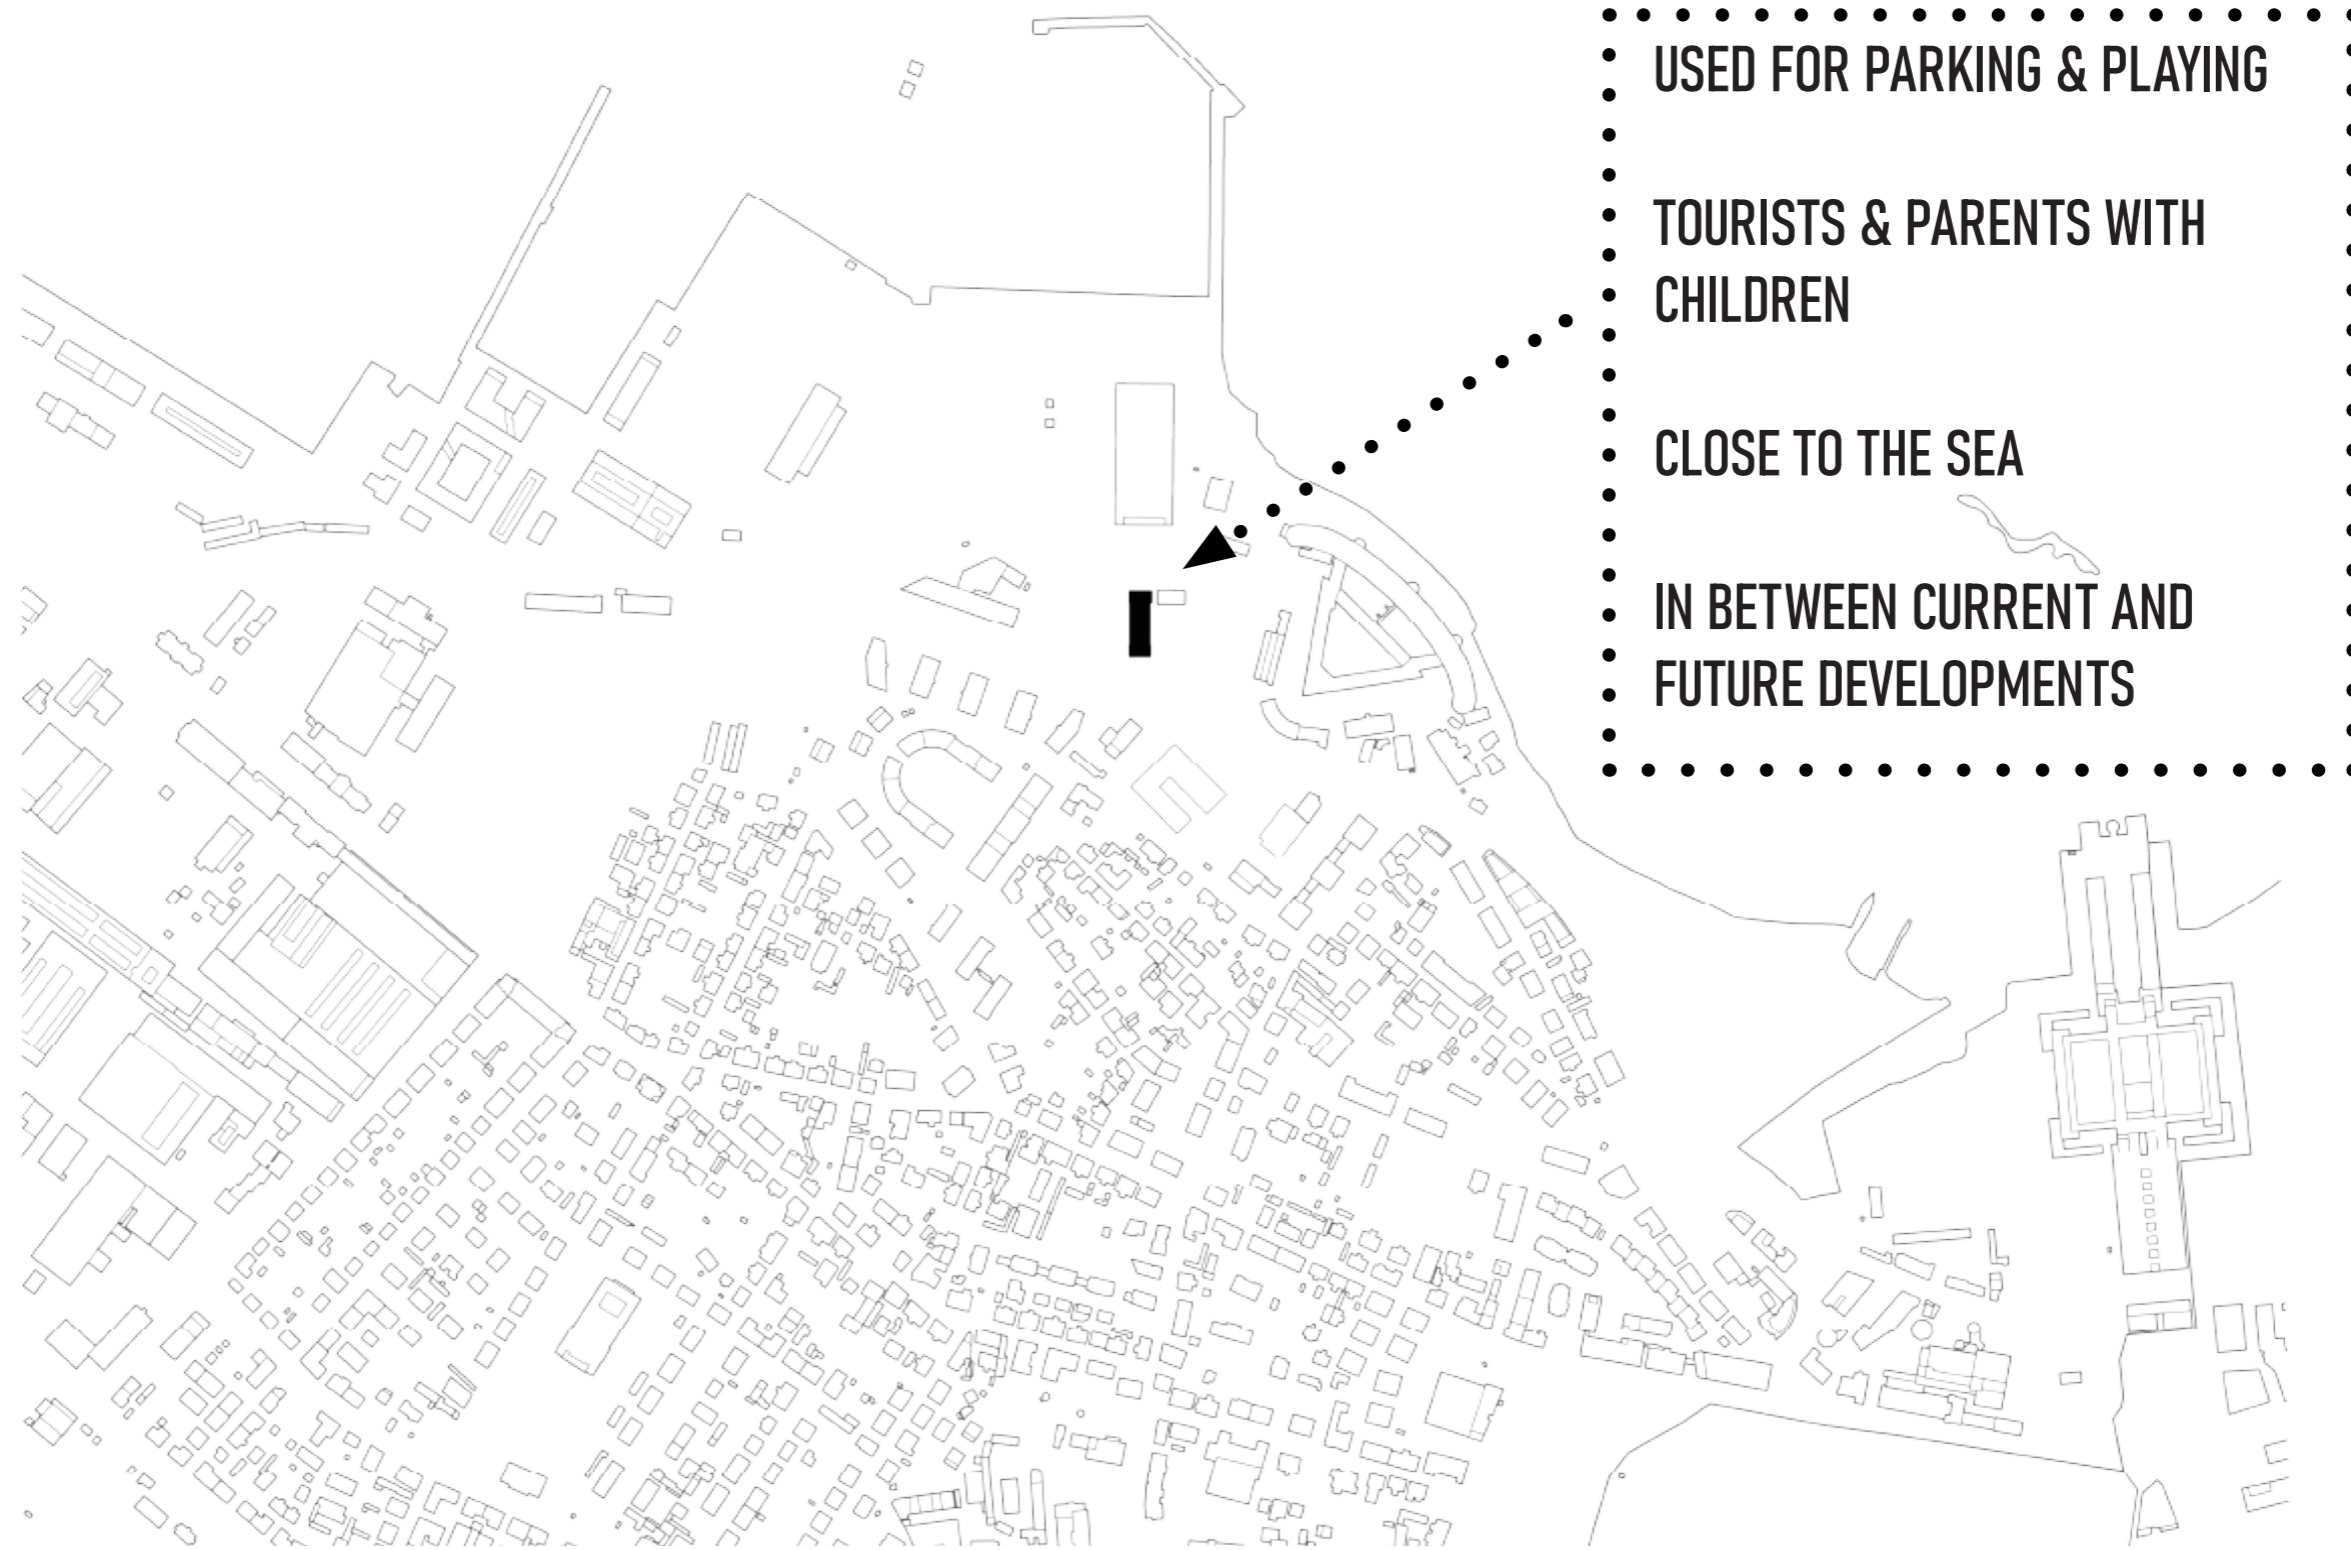 USED FOR PARKING & PLAYING
TOURISTS & PARENTS WITH
CHILDREN
CLOSE TO THE SEA
IN BETWEEN CURRENT AND
FUTURE DEVELOPMENTS